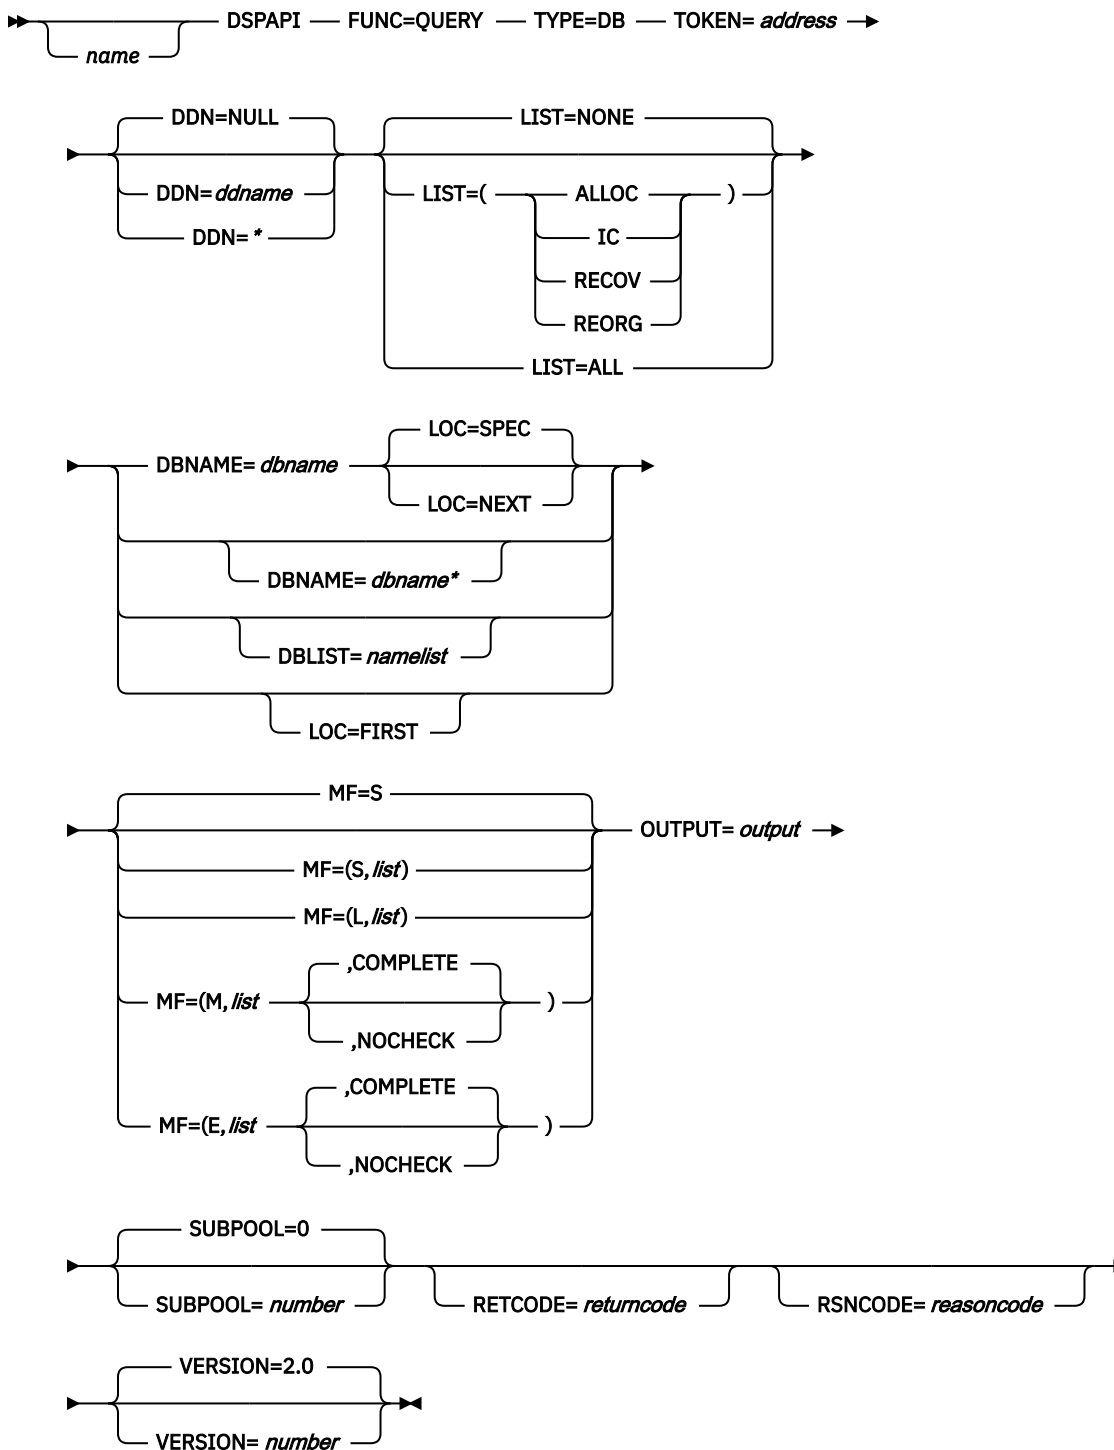 DSPAPI FUNC=QUERY TYPE=DB TOKEN= address
name
DDN=NULL LIST=NONE
DDN= ddname LIST=( ALLOC )
DDN= * IC
RECOV
REORG
LIST=ALL
LOC=SPEC
DBNAME= dbname
LOC=NEXT
DBNAME= dbname*
DBLIST= namelist
LOC=FIRST
MF=S
OUTPUT= output
MF=(S, list)
MF=(L, list)
,COMPLETE
MF=(M, list )
,NOCHECK
,COMPLETE
MF=(E, list )
,NOCHECK
SUBPOOL=0
SUBPOOL= number RETCODE= returncode RSNCODE= reasoncode
VERSION=2.0
VERSION= number